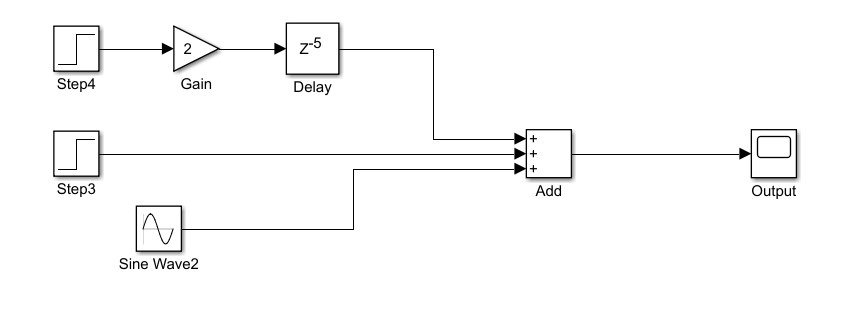 2
Z-5
Step4
Gain
Delay
+
+
+
Step3
Add
Output
Sine Wave2